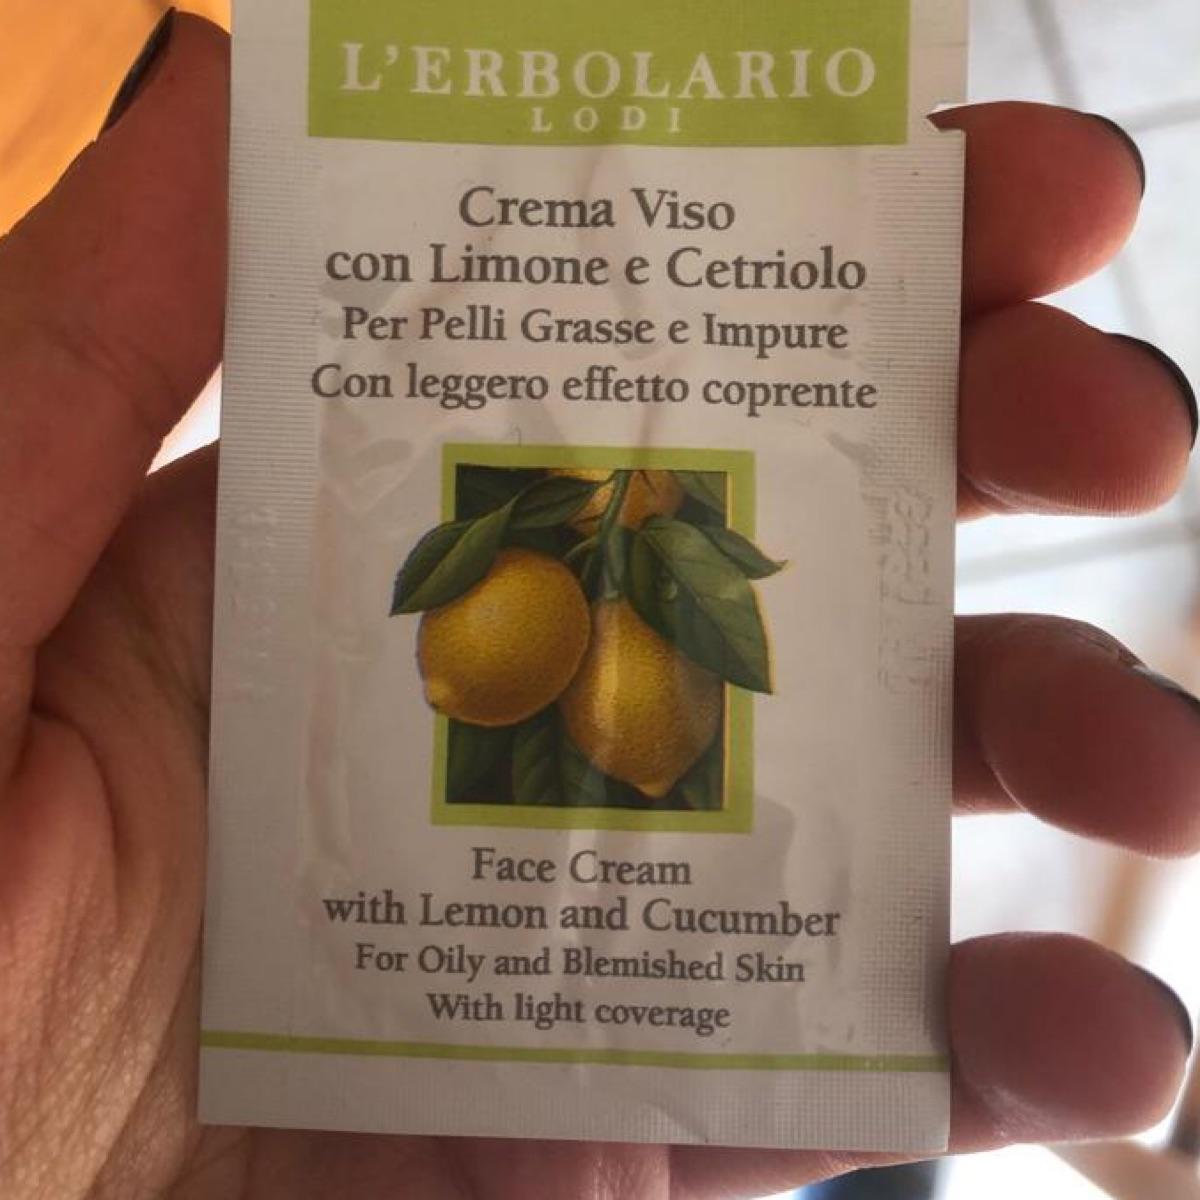 L'ERBOLARIO
LODI
Crema Viso
con Limone e Cetriolo
Per Pelli Grasse e Impure
Con leggero effetto coprente
Face Cream
with Lemon and Cucumber
For Oily and Blemished Skin
With light coverage